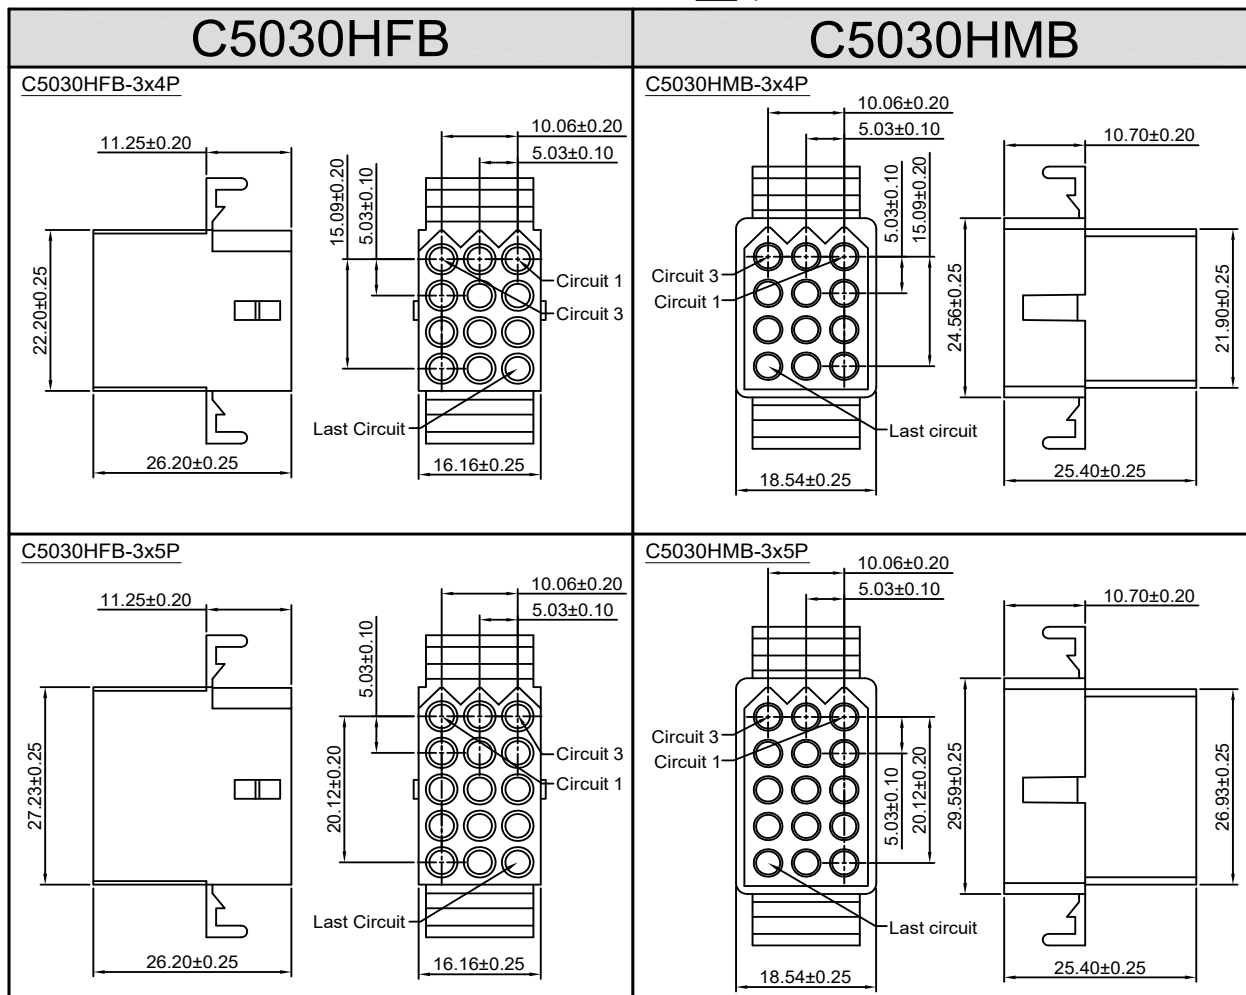 C5030HFB
C5030HMB
C5030HFB-3x4P
11.25±0.20
22.20±0.25
26.20±0.25
10.06±0.20
5.03±0.10
15.09±0.20
5.03±0.10
Circuit 1
Circuit 3
Last Circuit
16.16±0.25
C5030HMB-3x4P
10.06±0.20
5.03±0.10
5.03±0.10
15.09±0.20
Circuit 3
Circuit 1
Last circuit
18.54±0.25
10.70±0.20
24.56±0.25
21.90±0.25
25.40±0.25
C5030HFB-3x5P
11.25±0.20
27.23±0.25
26.20±0.25
10.06±0.20
5.03±0.10
5.03±0.10
20.12±0.20
Circuit 3
Circuit 1
Last Circuit
16.16±0.25
C5030HMB-3x5P
10.06±0.20
5.03±0.10
Circuit 3
Circuit 1
5.03±0.10
20.12±0.20
Last circuit
18.54±0.25
10.70±0.20
29.59±0.25
26.93±0.25
25.40±0.25